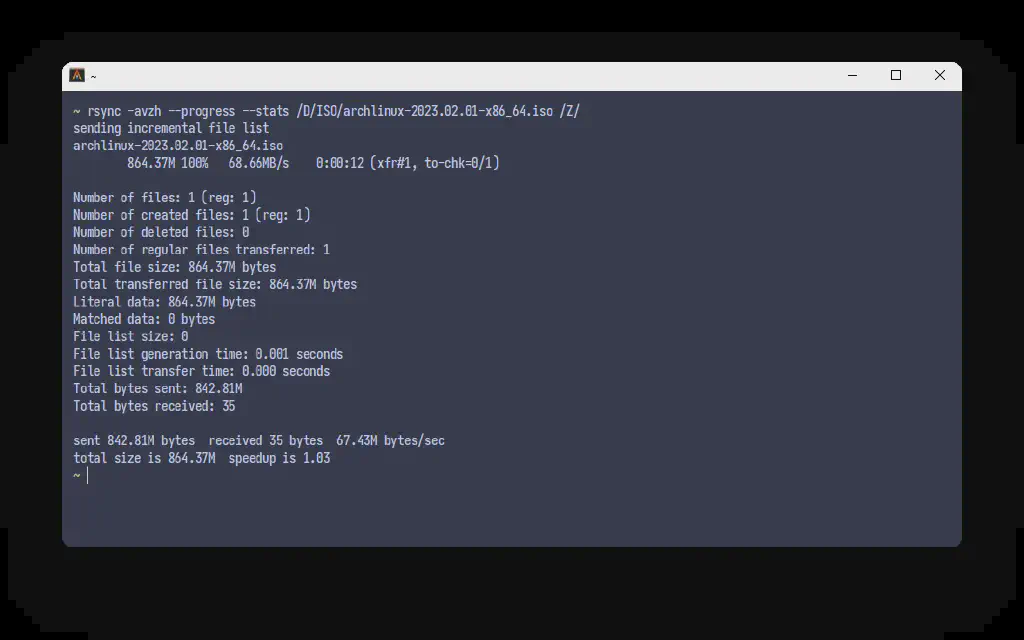 ~
~ rsync -avzh --progress --stats /D/ISO/archlinux-2023.02.01-x86_64.iso /Z/
sending incremental file list
archlinux-2023.02.01-x86_64.iso
        864.37M 100%   68.66MB/s    0:00:12 (xfr#1, to-chk=0/1)

Number of files: 1 (reg: 1)
Number of created files: 1 (reg: 1)
Number of deleted files: 0
Number of regular files transferred: 1
Total file size: 864.37M bytes
Total transferred file size: 864.37M bytes
Literal data: 864.37M bytes
Matched data: 0 bytes
File list size: 0
File list generation time: 0.001 seconds
File list transfer time: 0.000 seconds
Total bytes sent: 842.81M
Total bytes received: 35

sent 842.81M bytes  received 35 bytes  67.43M bytes/sec
total size is 864.37M  speedup is 1.03
~